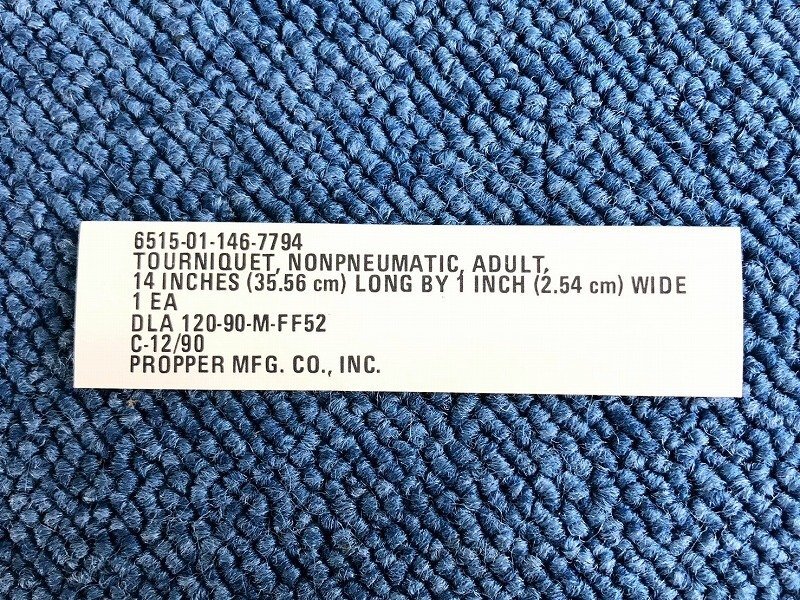 6515-01-146-7794
TOURNIQUET, NONPNEUMATIC, ADULT,
14 INCHES (35.56 cm) LONG BY 1 INCH (2.54 cm) WIDE
1 EA
DLA 120-90-M-FF52
C-12/90
PROPPER MFG. CO., INC.